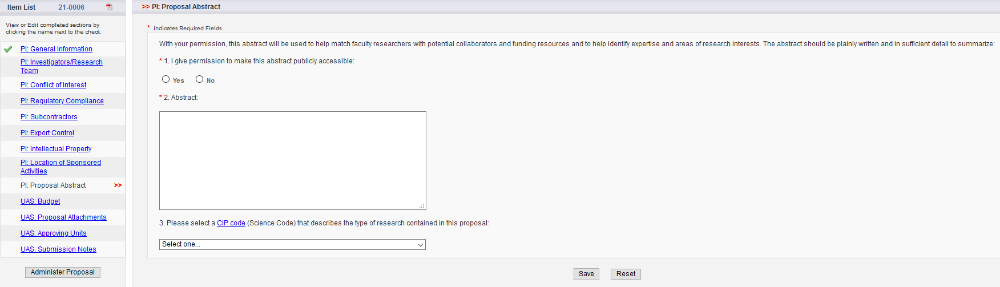 Item List 21-0006
View or Edit completed sections by
clicking the name next to the check.
PI: General Information
PI: Investigators/Research
Team
PI: Conflict of Interest
PI: Regulatory Compliance
PI: Subcontractors
PI: Export Control
PI: Intellectual Property
PI: Location of Sponsored
Activities
PI: Proposal Abstract >>
UAS: Budget
UAS: Proposal Attachments
UAS: Approving Units
UAS: Submission Notes
Administer Proposal
>> PI: Proposal Abstract
* Indicates Required Fields
With your permission, this abstract will be used to help match faculty researchers with potential collaborators and funding resources and to help identify expertise and areas of research interests. The abstract should be plainly written and in sufficient detail to summarize:
* 1. I give permission to make this abstract publicly accessible:
Yes No
* 2. Abstract:
3. Please select a CIP code (Science Code) that describes the type of research contained in this proposal:
Select one...
Save Reset